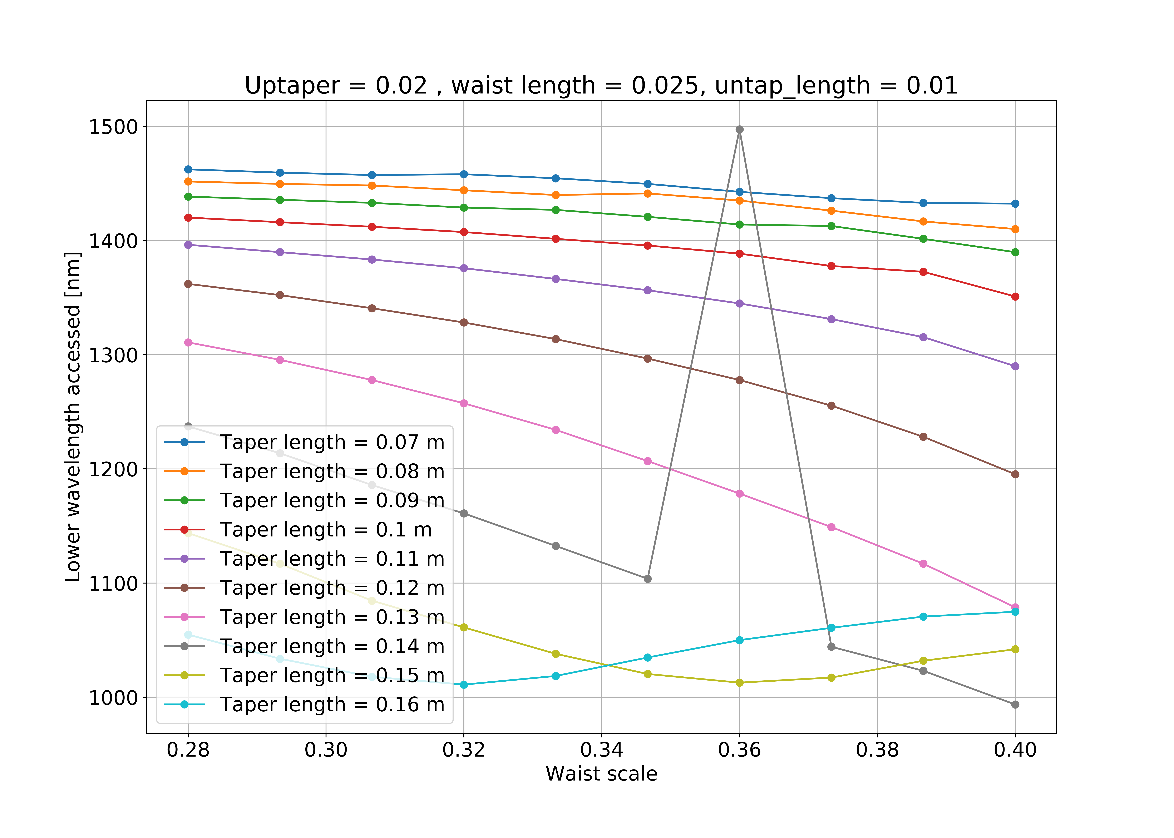 Uptaper = 0.02 , waist length = 0.025, untap_length = 0.01
Lower wavelength accessed [nm]
1500
1400
1300
1200
1100
1000
Taper length = 0.07 m
Taper length = 0.08 m
Taper length = 0.09 m
Taper length = 0.1 m
Taper length = 0.11 m
Taper length = 0.12 m
Taper length = 0.13 m
Taper length = 0.14 m
Taper length = 0.15 m
Taper length = 0.16 m
0.28 0.30 0.32 0.34 0.36 0.38 0.40
Waist scale